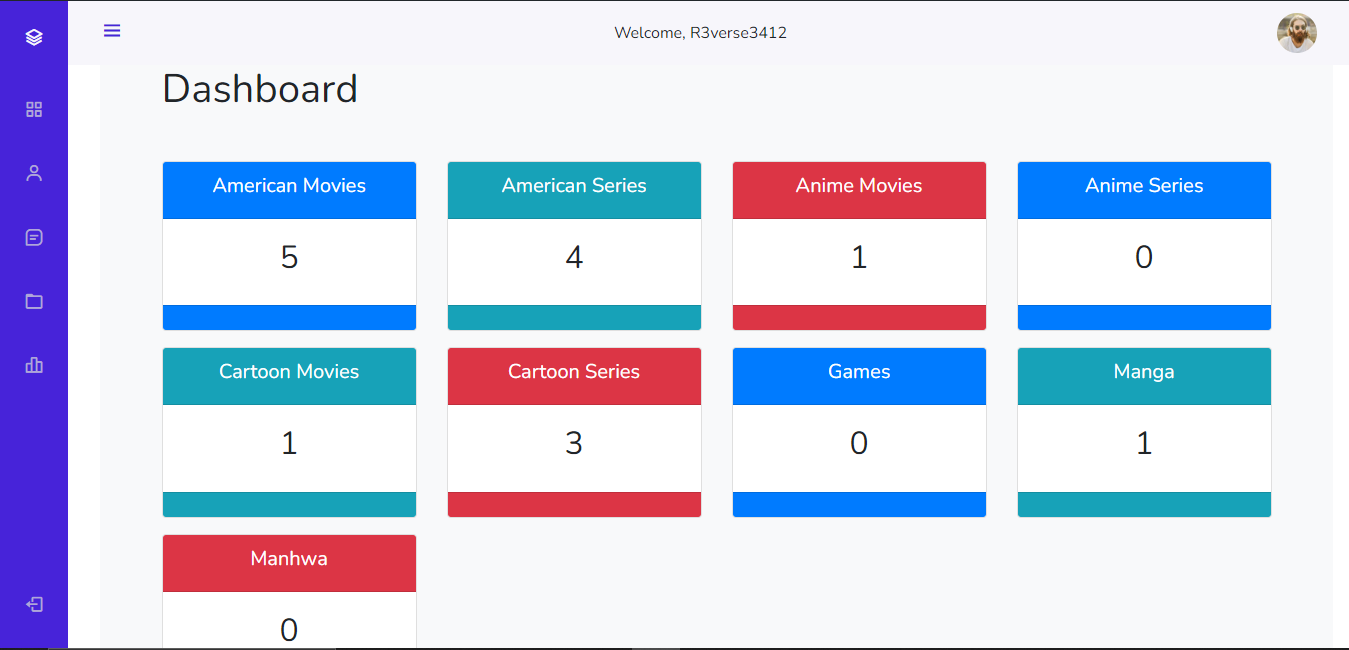 Welcome, R3verse3412
Dashboard
American Movies
5
American Series
4
Anime Movies
1
Anime Series
0
Cartoon Movies
1
Cartoon Series
3
Games
0
Manga
1
Manhwa
0